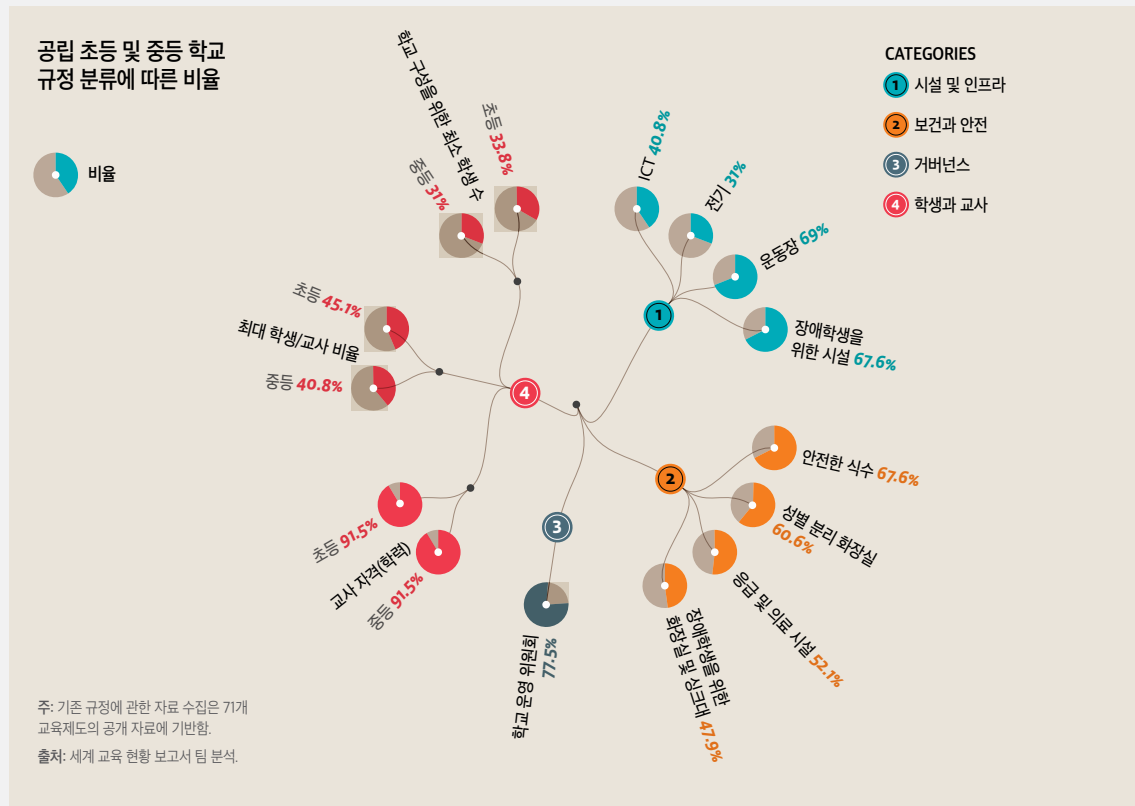 공립 초등 및 중등 학교
규정 분류에 따른 비율
비율
CATEGORIES
1 시설 및 인프라
2 보건과 안전
3 거버넌스
4 학생과 교사
학교 구성을 위한 최소 학생 수
초등 33.8%
중등 31%
최대 학생/교사 비율
초등 45.1%
중등 40.8%
교사 자격(학력)
초등 91.5%
중등 91.5%
4
1
ICT 40.8%
전기 31%
운동장 69%
장애학생을
위한 시설 67.6%
2
안전한 식수 67.6%
성별 분리 화장실
60.6%
응급 및 의료 시설 52.1%
장애학생을 위한
화장실 및 싱크대 47.9%
3
학교 운영 위원회
77.5%
주: 기존 규정에 관한 자료 수집은 71개
교육제도의 공개 자료에 기반함.
출처: 세계 교육 현황 보고서 팀 분석.